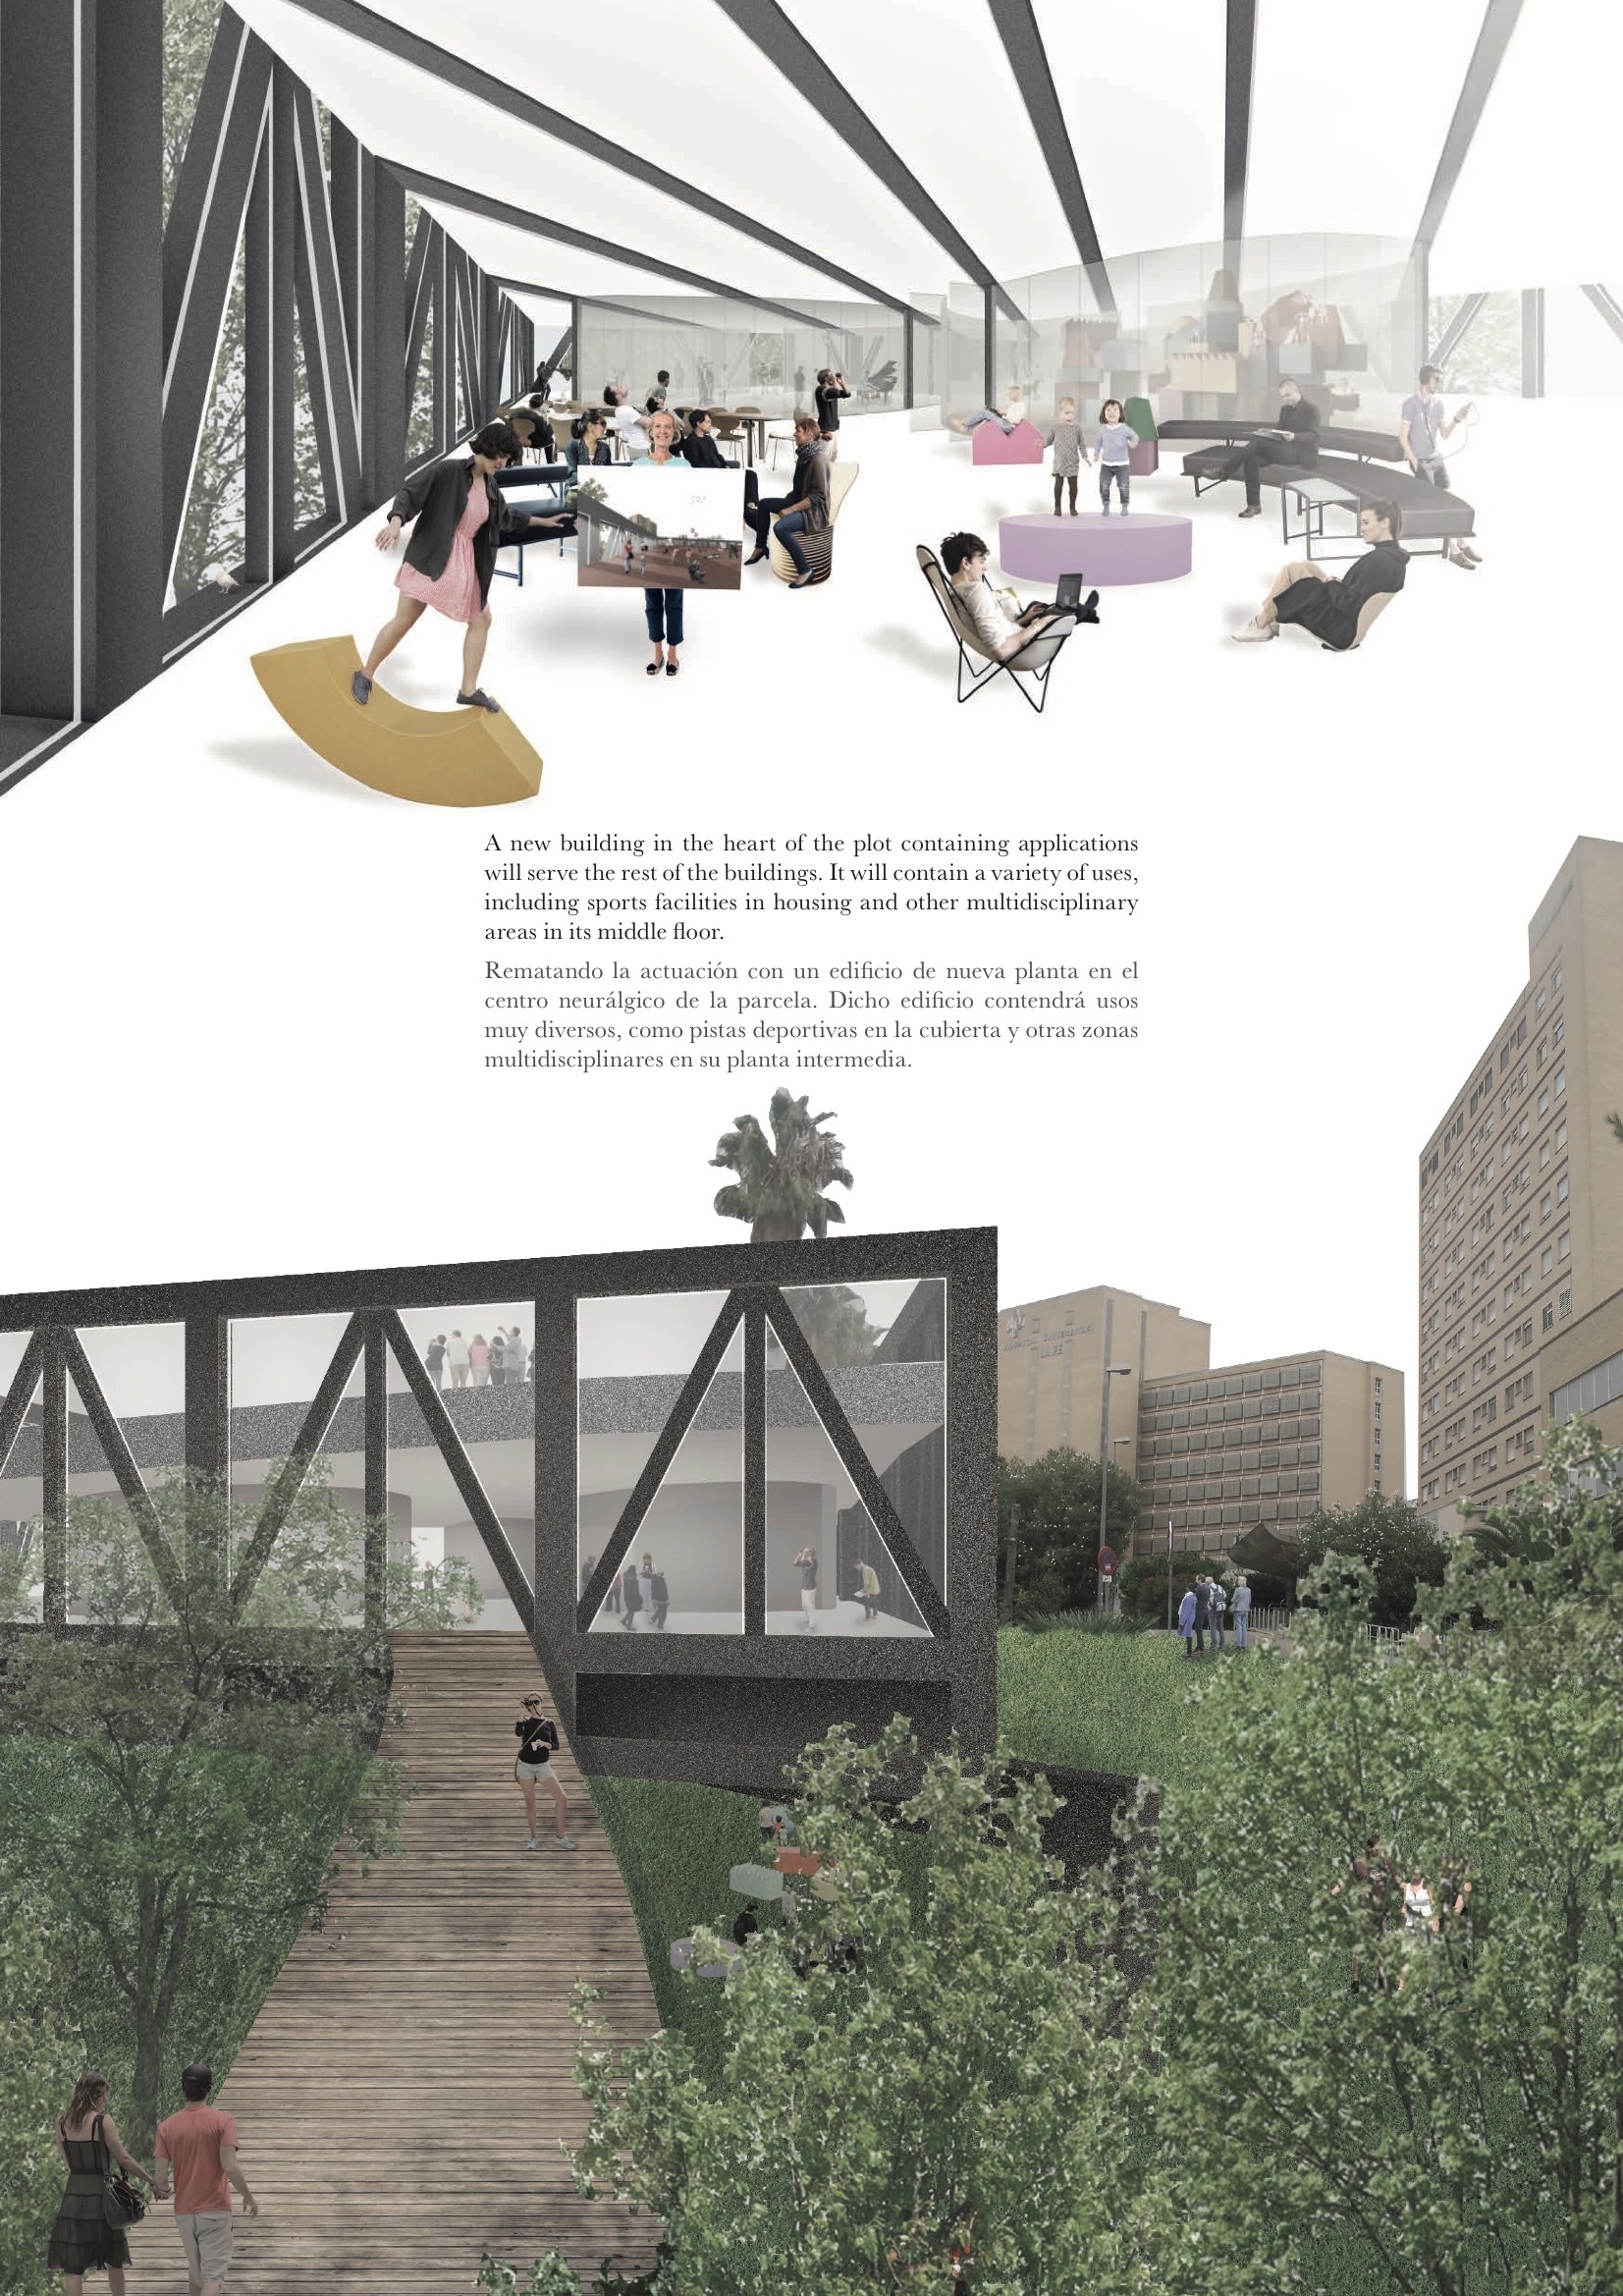 A new building in the heart of the plot containing applications
will serve the rest of the buildings. It will contain a variety of uses,
including sports facilities in housing and other multidisciplinary
areas in its middle floor.
Rematando la actuación con un edificio de nueva planta en el
centro neurálgico de la parcela. Dicho edificio contendrá usos
muy diversos, como pistas deportivas en la cubierta y otras zonas
multidisciplinares en su planta intermedia.
LA FE